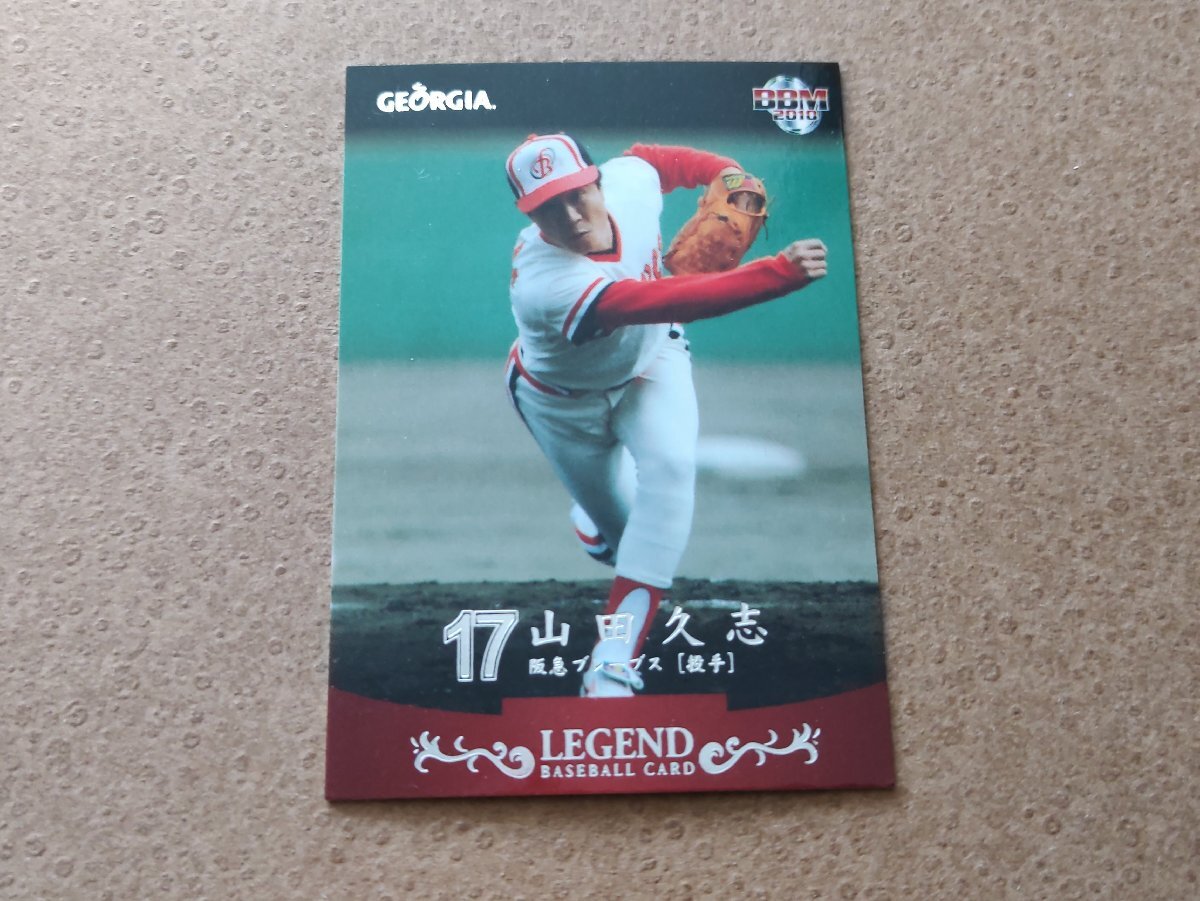 GEORGIA.
BBM
2010
17 山田久志
阪急ブレーブス [投手]
LEGEND
BASEBALL CARD